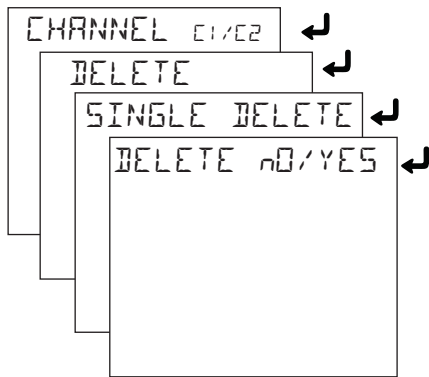 CHANNEL C1/C2
DELETE
SINGLE DELETE
DELETE nO/YES